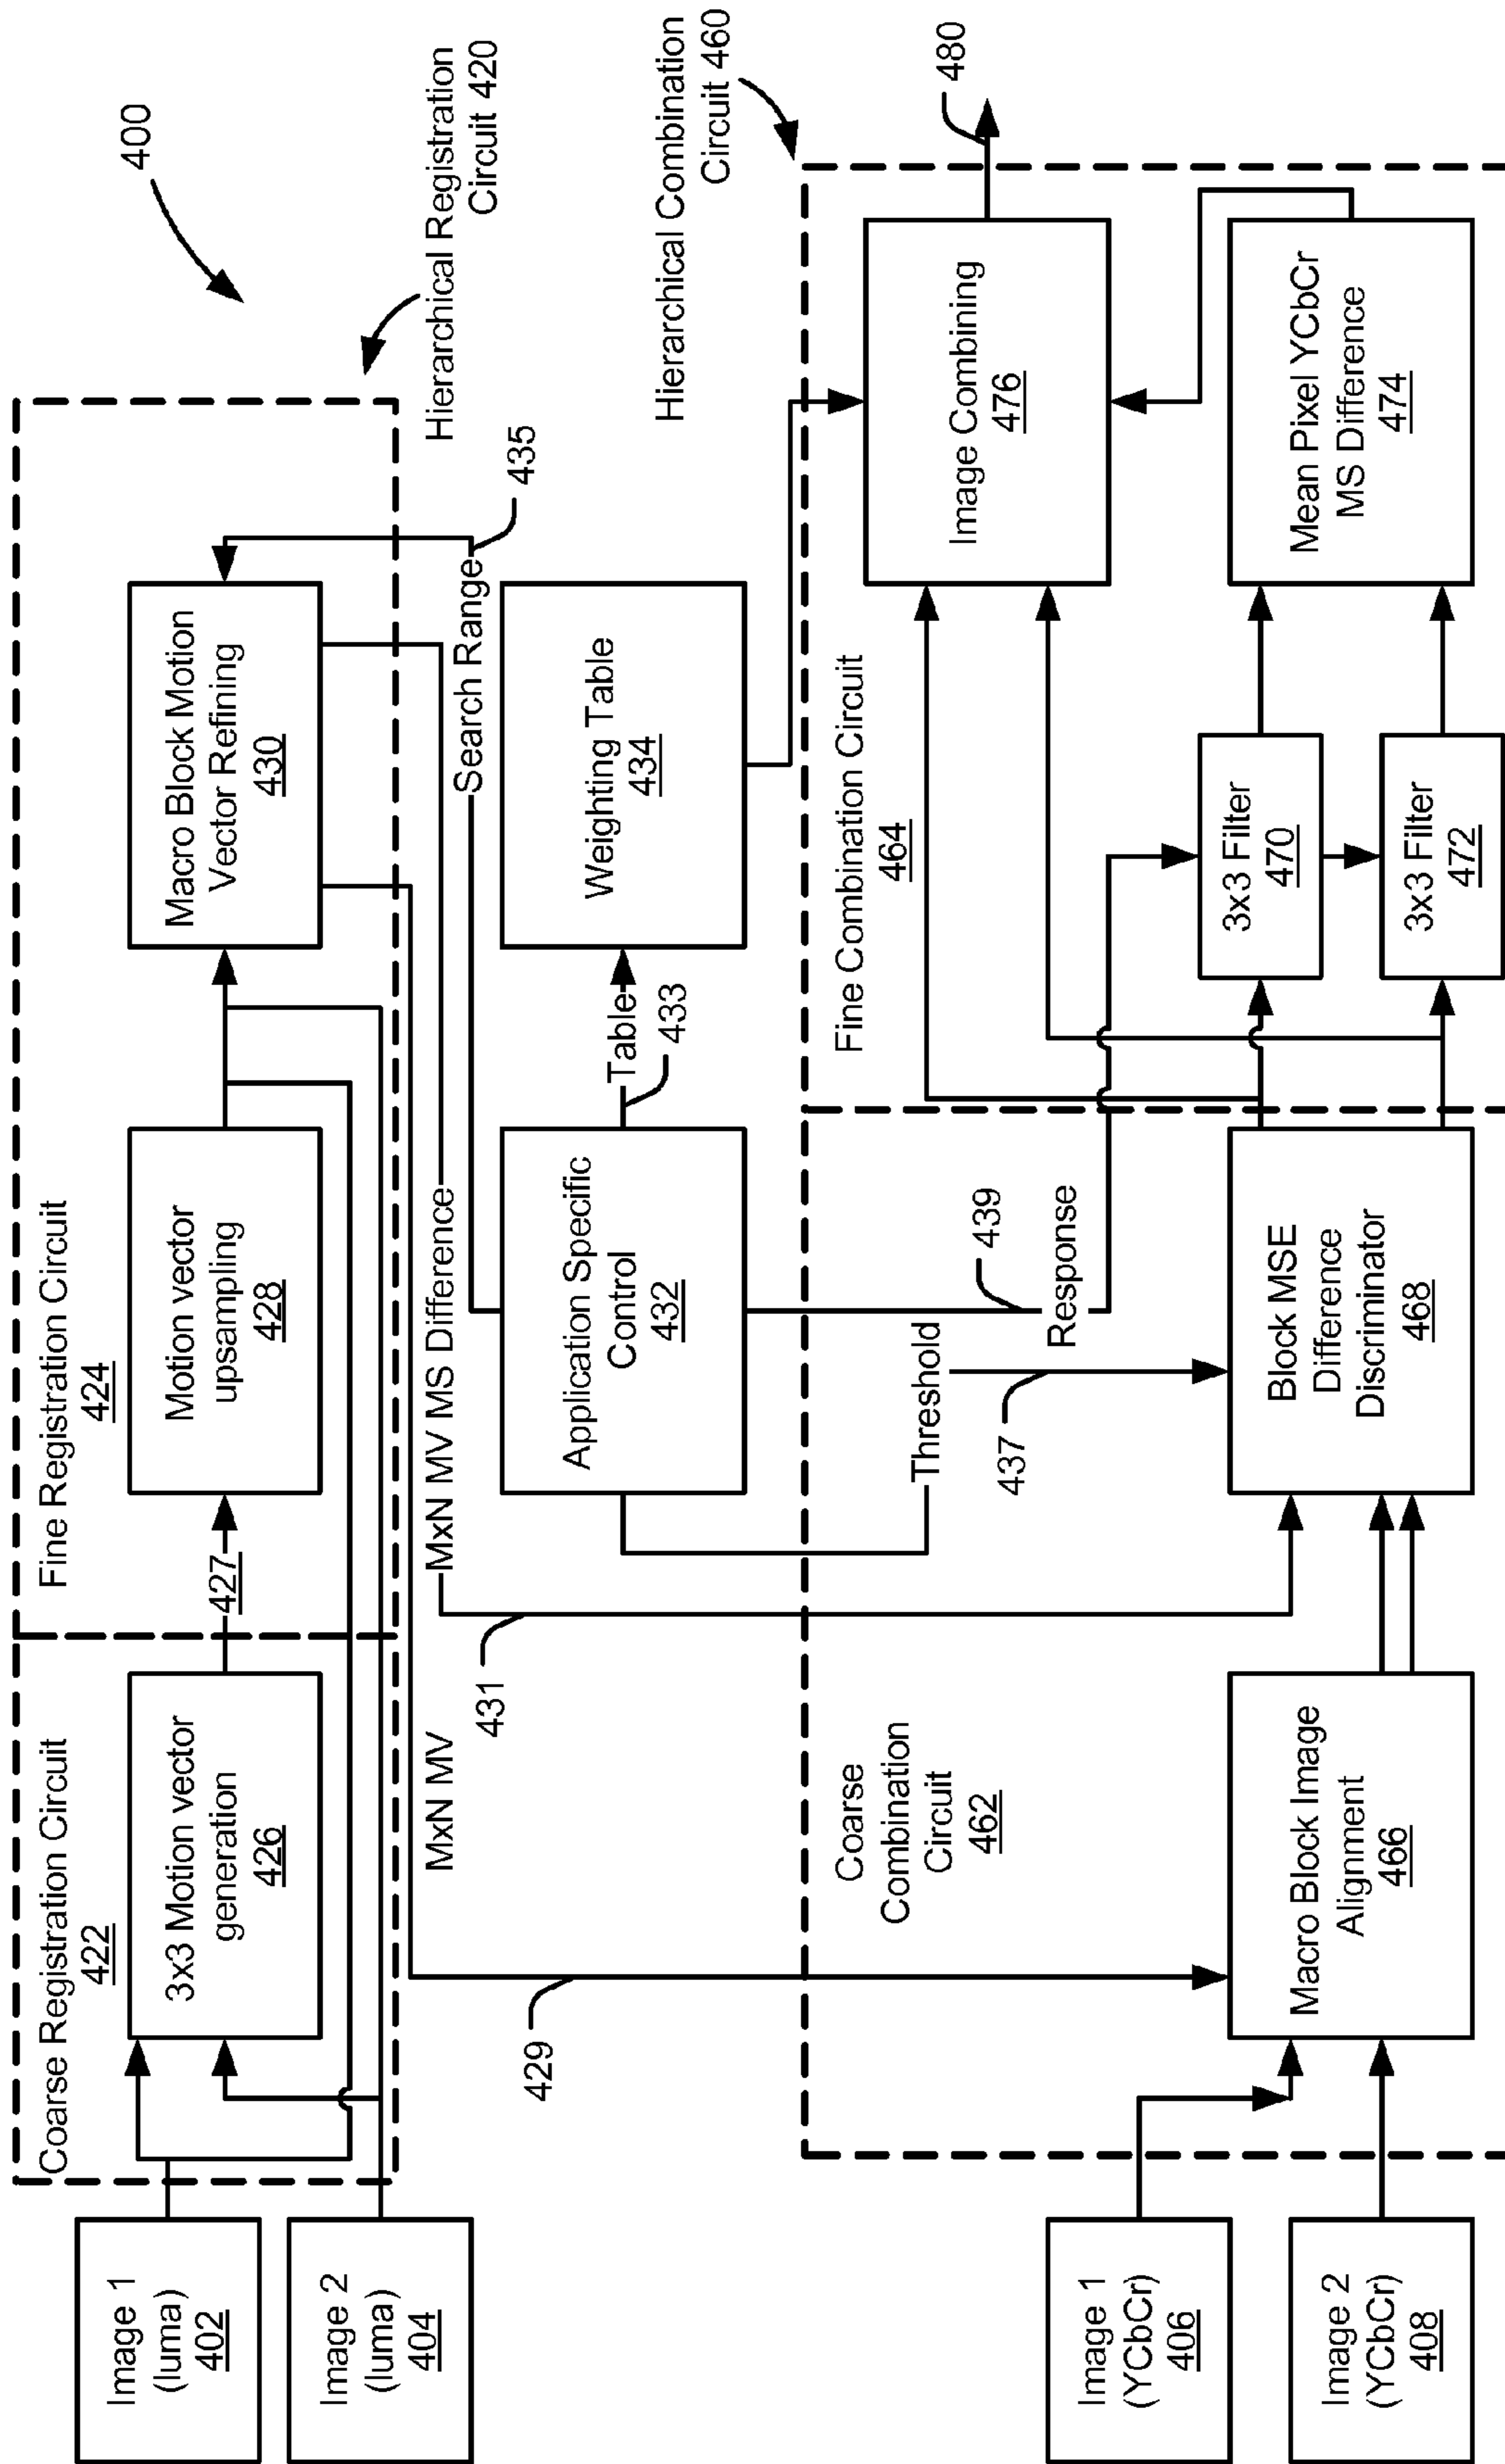 400
Hierarchical Registration
Circuit 420
Coarse Registration Circuit
422
Fine Registration Circuit
424
Image 1
(luma)
402
Image 2
(luma)
404
3x3 Motion vector
generation
426
427
Motion vector
upsampling
428
Macro Block Motion
Vector Refining
430
MxN MV
429
MxN MV MS Difference
431
Search Range
435
Application Specific
Control
432
Table
433
Weighting Table
434
Threshold
437
Response
439
Hierarchical Combination
Circuit 460
Coarse
Combination
Circuit
462
Fine Combination Circuit
464
Image 1
(YCbCr)
406
Image 2
(YCbCr)
408
Macro Block Image
Alignment
466
Block MSE
Difference
Discriminator
468
3x3 Filter
470
3x3 Filter
472
Image Combining
476
Mean Pixel YCbCr
MS Difference
474
480